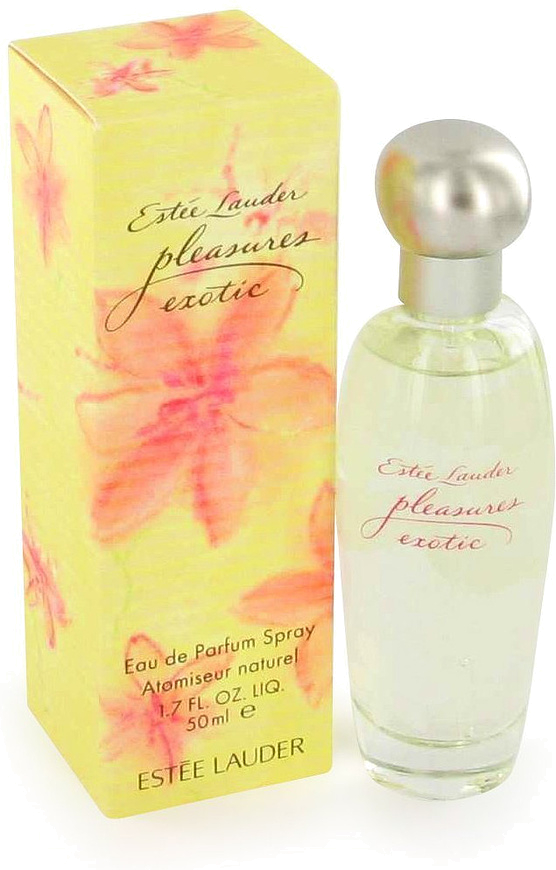 Estée Lauder
pleasures
exotic
Eau de Parfum Spray
Atomiseur naturel
1.7 FL. OZ. LIQ.
50ml ℮
ESTĒE LAUDER
Estée Lauder
pleasures
exotic